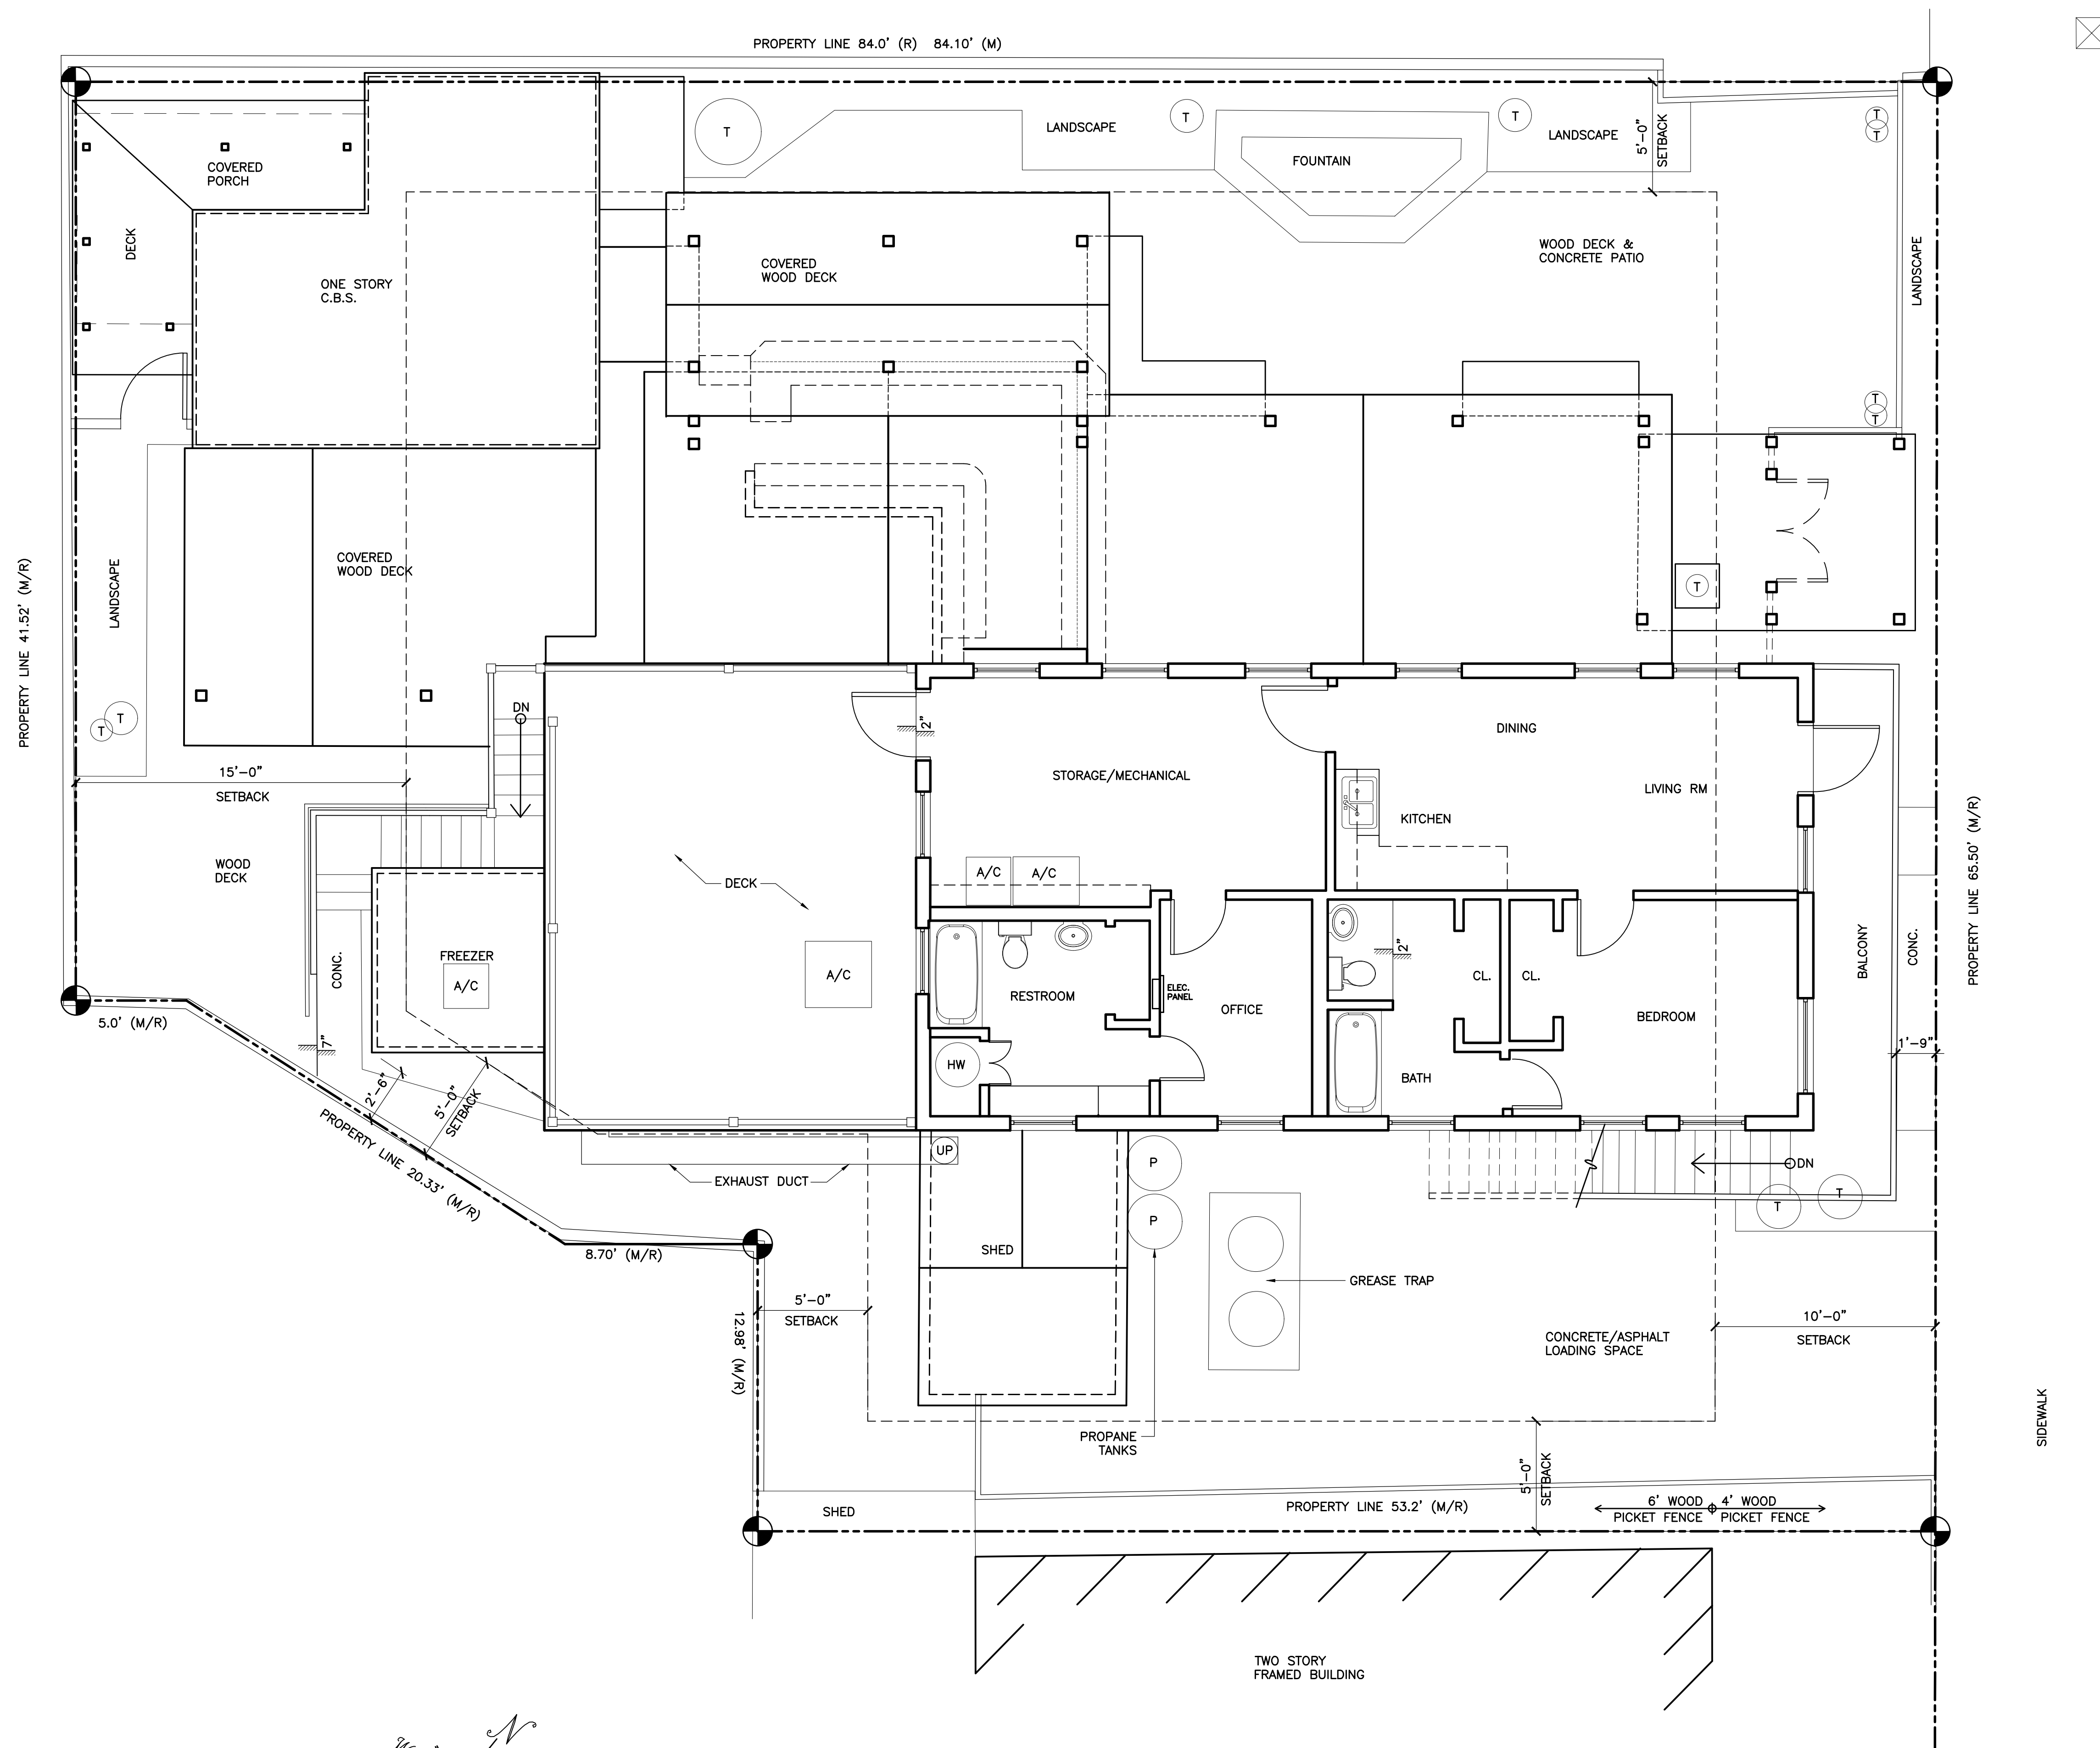 PROPERTY LINE 84.0' (R) 84.10' (M)
T
LANDSCAPE
T
T
LANDSCAPE
5'-0"
SETBACK
T
T
COVERED
PORCH
FOUNTAIN
DECK
ONE STORY
C.B.S.
COVERED
WOOD DECK
WOOD DECK &
CONCRETE PATIO
LANDSCAPE
T
T
PROPERTY LINE 41.52' (M/R)
LANDSCAPE
COVERED
WOOD DECK
T
T
T
DN
2"
DINING
STORAGE/MECHANICAL
LIVING RM
KITCHEN
15'-0"
SETBACK
PROPERTY LINE 65.50' (M/R)
WOOD
DECK
DECK
A/C
A/C
FREEZER
A/C
CONC.
A/C
RESTROOM
ELEC.
PANEL
OFFICE
2"
CL.
CL.
BEDROOM
BALCONY
CONC.
5.0' (M/R)
7"
2'-6"
5'-0"
SETBACK
HW
BATH
1'-9"
PROPERTY LINE 20.33' (M/R)
UP
EXHAUST DUCT
P
P
DN
T
T
8.70' (M/R)
SHED
GREASE TRAP
12.98' (M/R)
5'-0"
SETBACK
CONCRETE/ASPHALT
LOADING SPACE
10'-0"
SETBACK
SIDEWALK
PROPANE
TANKS
5'-0"
SETBACK
SHED
PROPERTY LINE 53.2' (M/R)
6' WOOD
PICKET FENCE
4' WOOD
PICKET FENCE
TWO STORY
FRAMED BUILDING
N